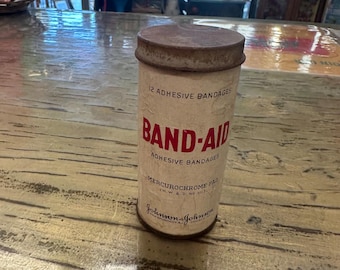 12 ADHESIVE BANDAGES
BAND-AID
ADHESIVE BANDAGES
MERCUROCHROME PAD
Johnson & Johnson